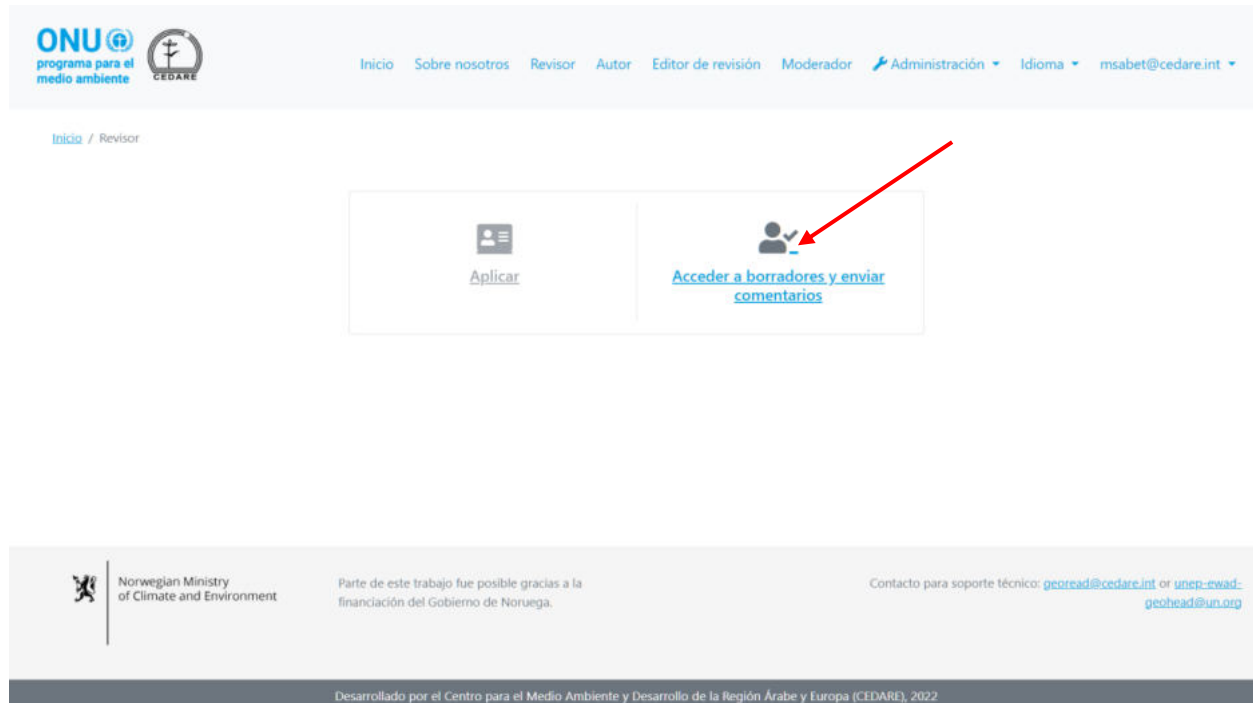 ONU
programa para el
medio ambiente
CEDARE
Inicio Sobre nosotros Revisor Autor Editor de revisión Moderador Administración Idioma msabet@cedare.int
Inicio / Revisor
Aplicar
Acceder a borradores y enviar
comentarios
Norwegian Ministry
of Climate and Environment
Parte de este trabajo fue posible gracias a la
financiación del Gobierno de Noruega.
Contacto para soporte técnico: georead@cedare.int or unep-ewad-
geohead@un.org
Desarrollado por el Centro para el Medio Ambiente y Desarrollo de la Región Árabe y Europa (CEDARE), 2022